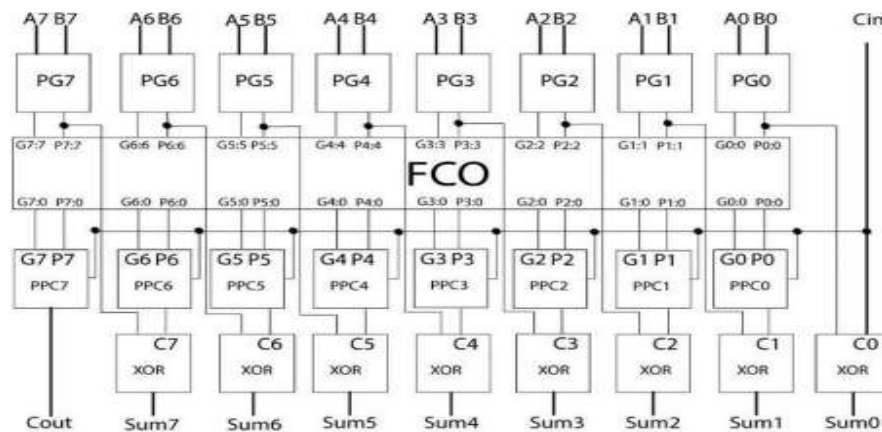 A7 B7 A6 B6 A5 B5 A4 B4 A3 B3 A2 B2 A1 B1 A0 B0 Cin
PG7 PG6 PG5 PG4 PG3 PG2 PG1 PG0
G7:7 P7:7 G6:6 P6:6 G5:5 P5:5 G4:4 P4:4 G3:3 P3:3 G2:2 P2:2 G1:1 P1:1 G0:0 P0:0
FCO
G7:0 P7:0 G6:0 P6:0 G5:0 P5:0 G4:0 P4:0 G3:0 P3:0 G2:0 P2:0 G1:0 P1:0 G0:0 P0:0
G7 P7 G6 P6 G5 P5 G4 P4 G3 P3 G2 P2 G1 P1 G0 P0
PPC7 PPC6 PPC5 PPC4 PPC3 PPC2 PPC1 PPC0
C7 C6 C5 C4 C3 C2 C1 C0
XOR XOR XOR XOR XOR XOR XOR XOR
Cout Sum7 Sum6 Sum5 Sum4 Sum3 Sum2 Sum1 Sum0